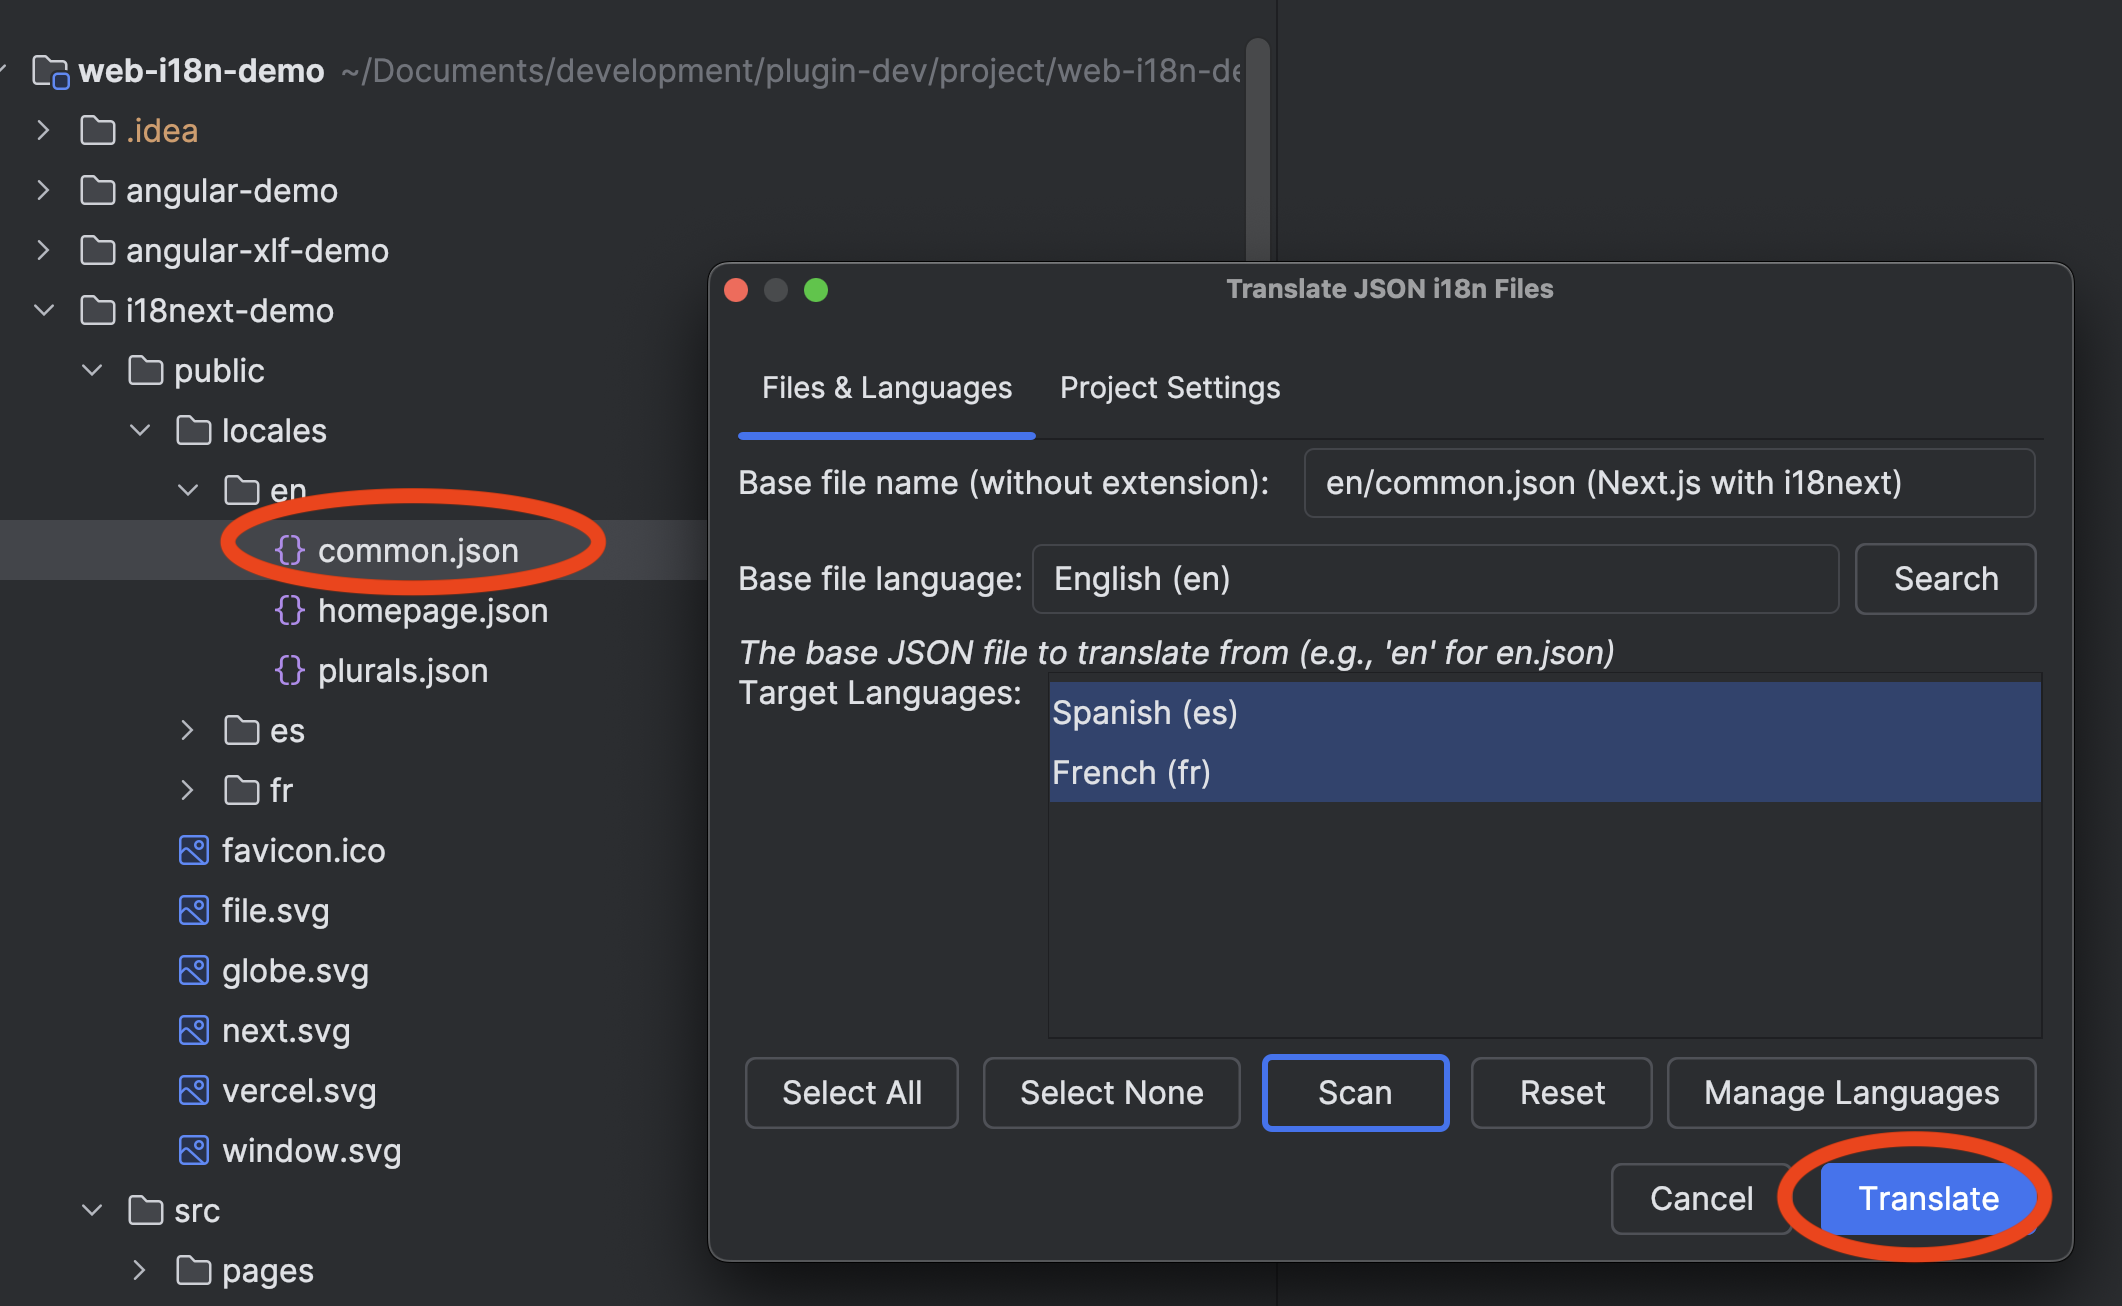 web-i18n-demo ~/Documents/development/plugin-dev/project/web-i18n-de
.idea
angular-demo
angular-xlf-demo
i18next-demo
public
locales
en
common.json
homepage.json
plurals.json
es
fr
favicon.ico
file.svg
globe.svg
next.svg
vercel.svg
window.svg
src
pages
Translate JSON i18n Files
Files & Languages Project Settings
Base file name (without extension): en/common.json (Next.js with i18next)
Base file language: English (en) Search
The base JSON file to translate from (e.g., 'en' for en.json)
Target Languages: Spanish (es)
French (fr)
Select All Select None Scan Reset Manage Languages
Cancel Translate